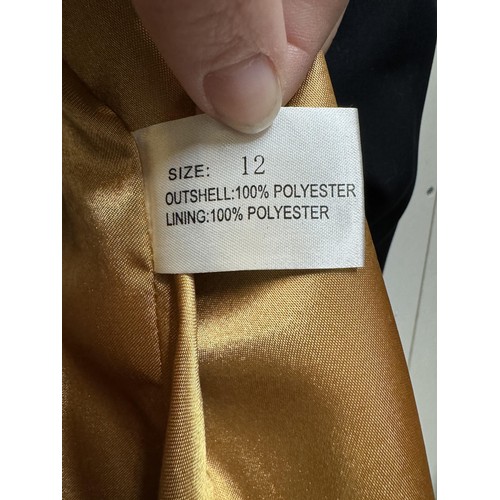 SIZE: 12
OUTSHELL:100% POLYESTER
LINING:100% POLYESTER